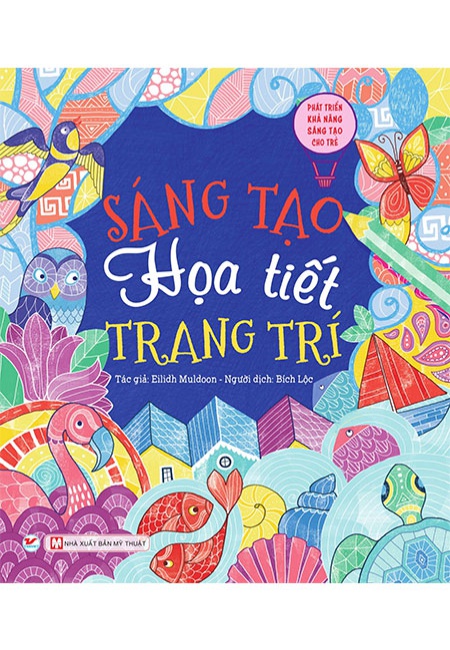 PHÁT TRIỂN
KHẢ NĂNG
SÁNG TẠO
CHO TRẺ
SÁNG TẠO
Họa tiết
TRANG TRÍ
Tác giả: Eilidh Muldoon - Người dịch: Bích Lộc
NHÀ XUẤT BẢN MỸ THUẬT